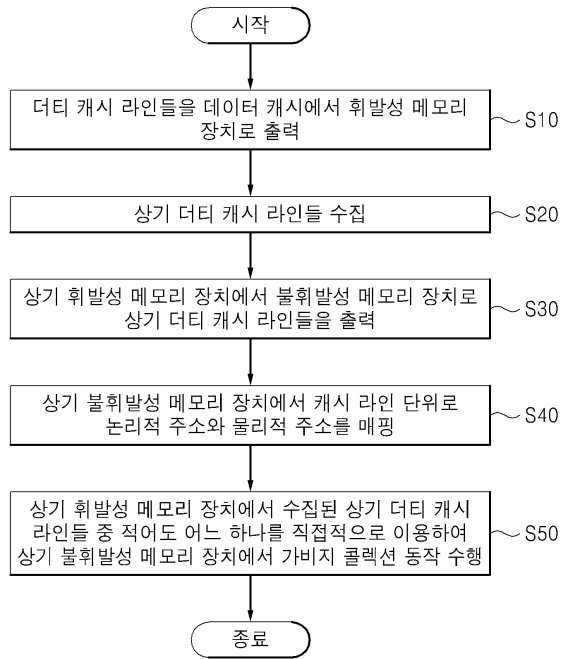 시작
더티 캐시 라인들을 데이터 캐시에서 휘발성 메모리
장치로 출력
S10
상기 더티 캐시 라인들 수집
S20
상기 휘발성 메모리 장치에서 불휘발성 메모리 장치로
상기 더티 캐시 라인들을 출력
S30
상기 불휘발성 메모리 장치에서 캐시 라인 단위로
논리적 주소와 물리적 주소를 매핑
S40
상기 휘발성 메모리 장치에서 수집된 상기 더티 캐시
라인들 중 적어도 어느 하나를 직접적으로 이용하여
상기 불휘발성 메모리 장치에서 가비지 콜렉션 동작 수행
S50
종료